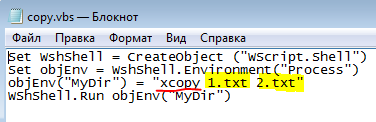 copy.vbs — Блокнот
Файл Правка Формат Вид Справка
Set WshShell = CreateObject ("WScript.Shell")
Set objEnv = WshShell.Environment("Process")
objEnv("MyDir") = "xcopy 1.txt 2.txt"
WShShell.Run objEnv("MyDir")